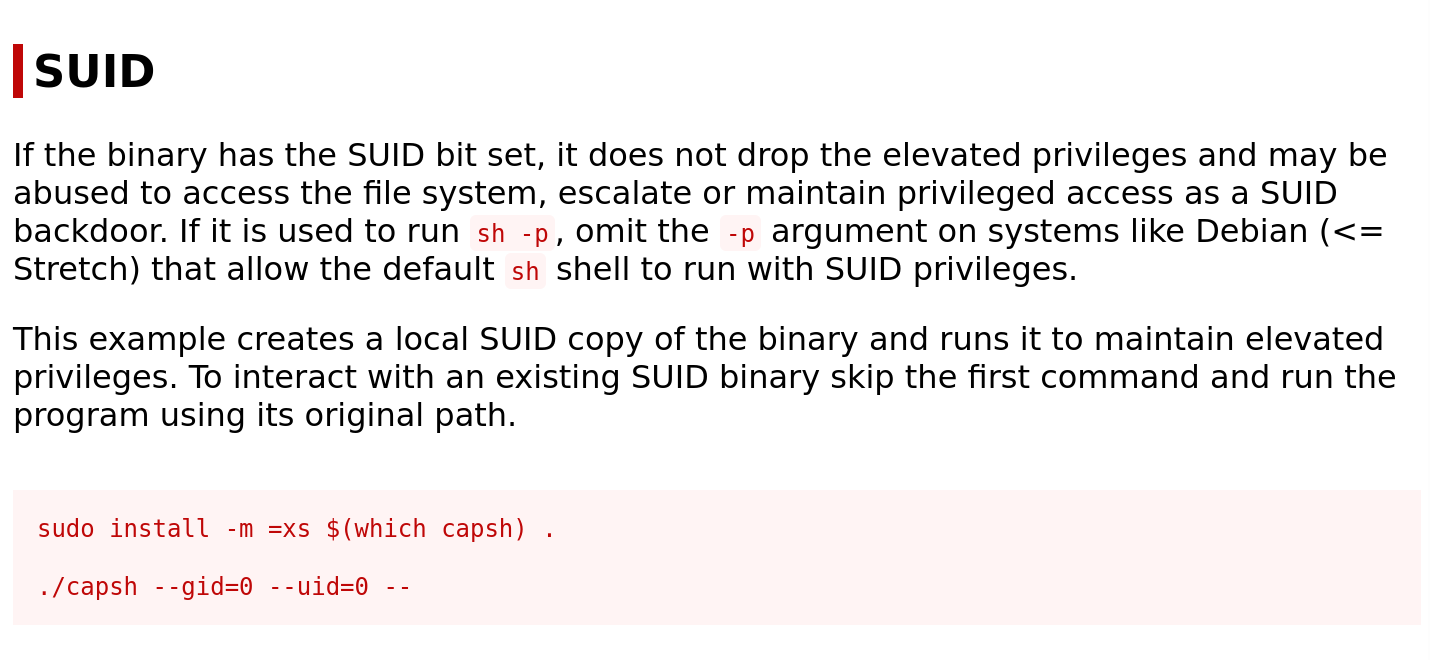 SUID
If the binary has the SUID bit set, it does not drop the elevated privileges and may be
abused to access the file system, escalate or maintain privileged access as a SUID
backdoor. If it is used to run sh -p, omit the -p argument on systems like Debian (<=
Stretch) that allow the default sh shell to run with SUID privileges.
This example creates a local SUID copy of the binary and runs it to maintain elevated
privileges. To interact with an existing SUID binary skip the first command and run the
program using its original path.
sudo install -m =xs $(which capsh) .
./capsh --gid=0 --uid=0 --